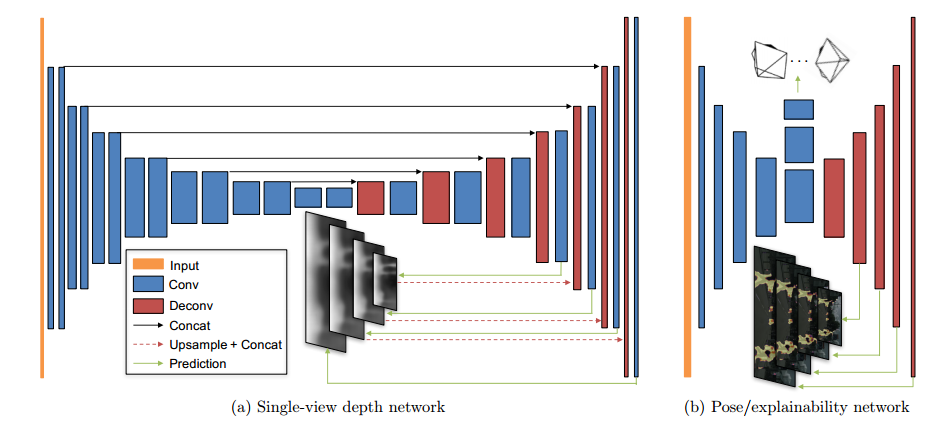 Input
Conv
Deconv
Concat
Upsample + Concat
Prediction
(a) Single-view depth network
...
(b) Pose/explainability network